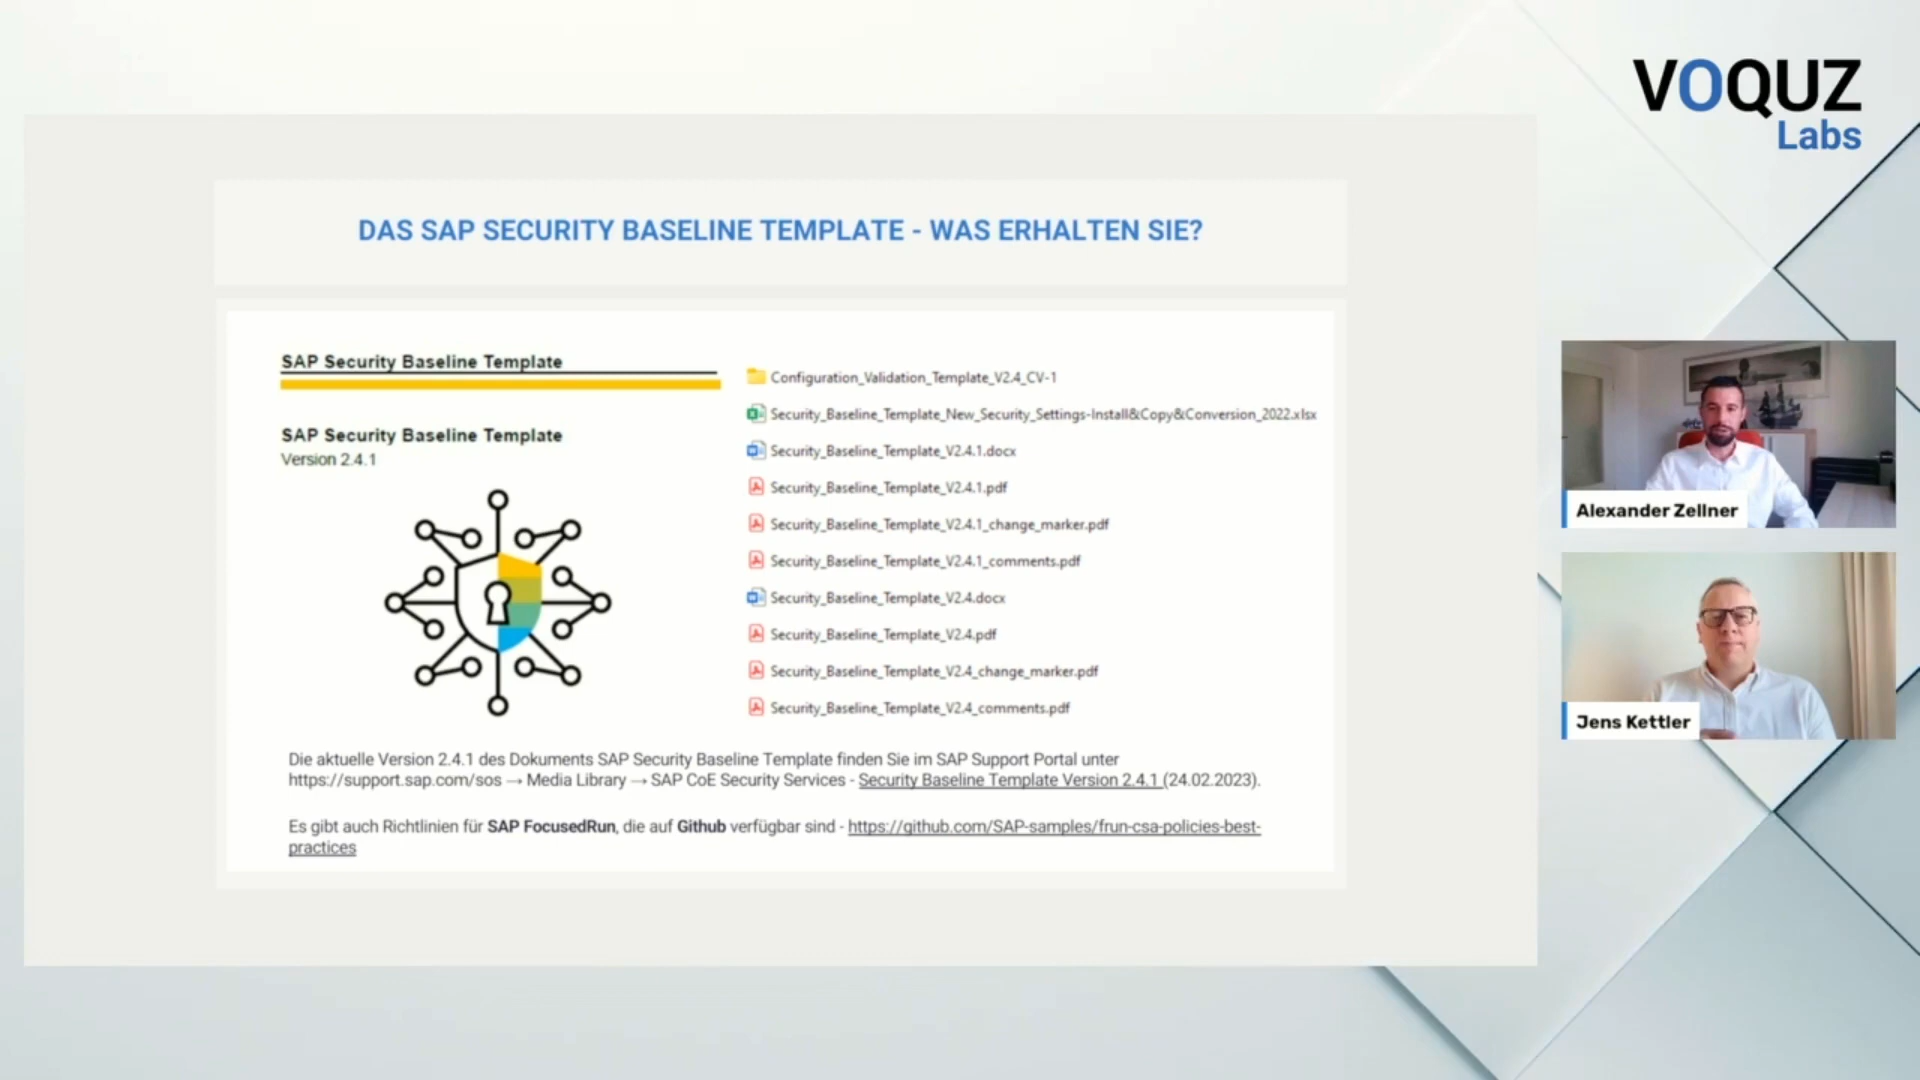 VOQUZ
Labs
DAS SAP SECURITY BASELINE TEMPLATE - WAS ERHALTEN SIE?
SAP Security Baseline Template
SAP Security Baseline Template
Version 2.4.1
Configuration_Validation_Template_V2.4_CV-1
Security_Baseline_Template_New_Security_Settings-Install&Copy&Conversion_2022.xlsx
Security_Baseline_Template_V2.4.1.docx
Security_Baseline_Template_V2.4.1.pdf
Security_Baseline_Template_V2.4.1_change_marker.pdf
Security_Baseline_Template_V2.4.1_comments.pdf
Security_Baseline_Template_V2.4.docx
Security_Baseline_Template_V2.4.pdf
Security_Baseline_Template_V2.4_change_marker.pdf
Security_Baseline_Template_V2.4_comments.pdf
Die aktuelle Version 2.4.1 des Dokuments SAP Security Baseline Template finden Sie im SAP Support Portal unter
https://support.sap.com/sos → Media Library → SAP CoE Security Services - Security Baseline Template Version 2.4.1 (24.02.2023).
Es gibt auch Richtlinien für SAP FocusedRun, die auf Github verfügbar sind - https://github.com/SAP-samples/frun-csa-policies-best-
practices
Alexander Zellner
Jens Kettler